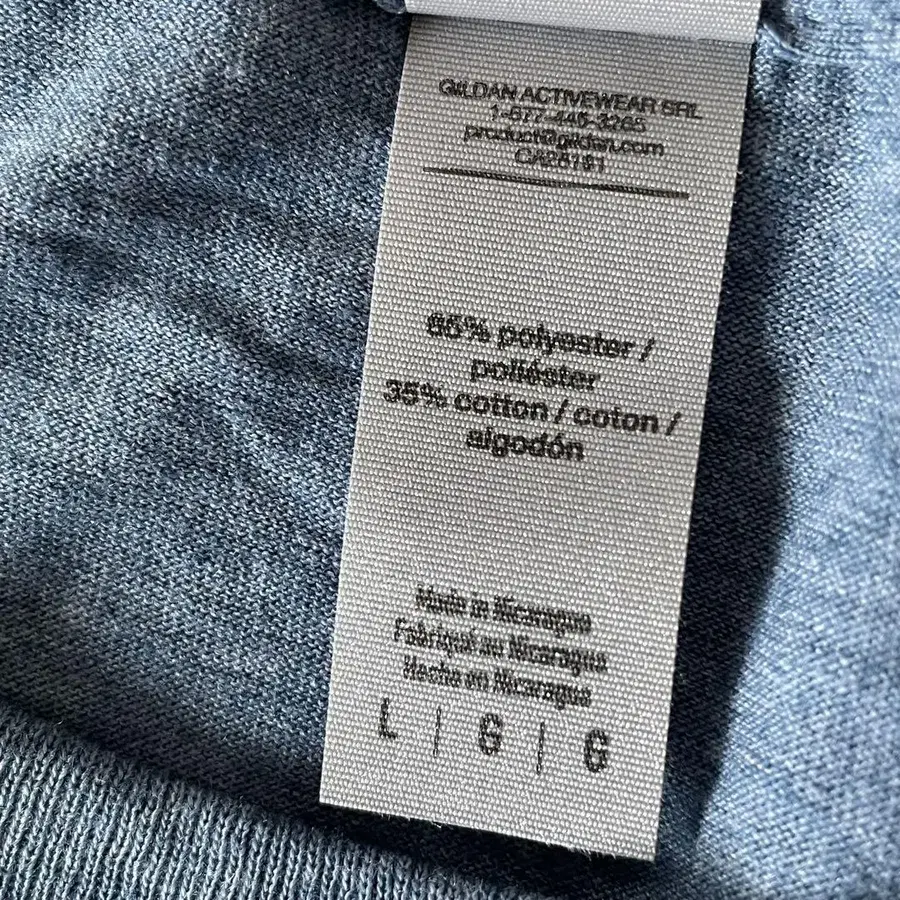 GILDAN ACTIVEWEAR SRL
1-877-445-3265
product@gildan.com
CA28181
65% polyester /
poliéster
35% cotton / coton /
algodón
Made in Nicaragua
Fabriqué au Nicaragua
Hecho en Nicaragua
L | G | G